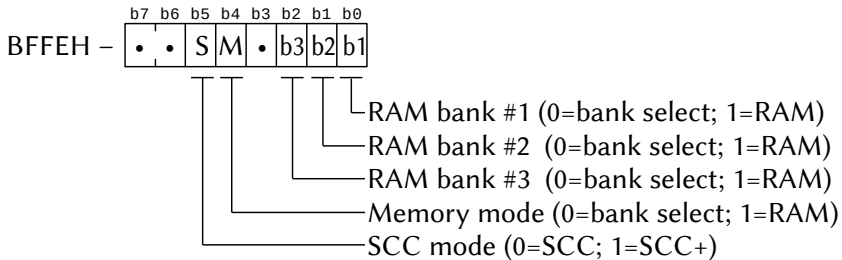 b7 b6 b5 b4 b3 b2 b1 b0
BFFEH – • • S M • b3 b2 b1
RAM bank #1 (0=bank select; 1=RAM)
RAM bank #2 (0=bank select; 1=RAM)
RAM bank #3 (0=bank select; 1=RAM)
Memory mode (0=bank select; 1=RAM)
SCC mode (0=SCC; 1=SCC+)